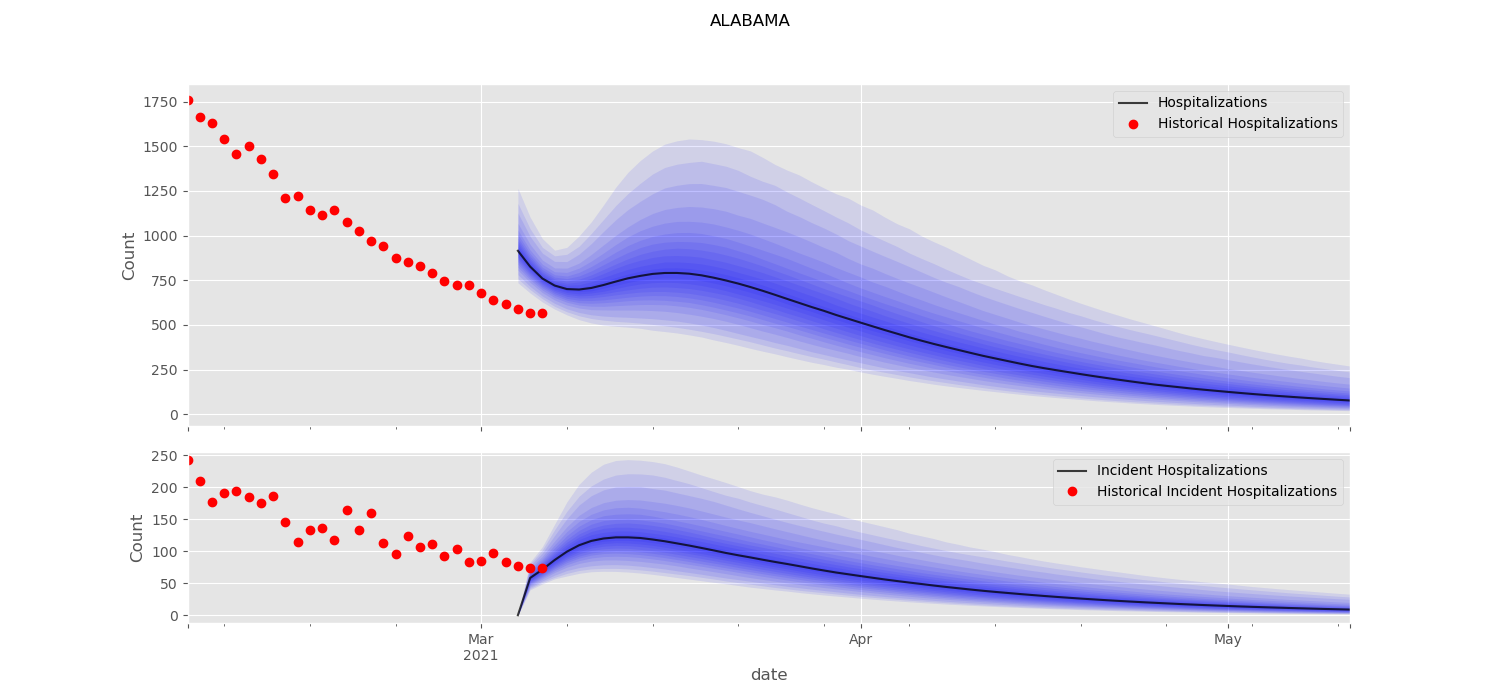 ALABAMA
1750
1500
1250
1000
750
500
250
0
Count
Hospitalizations
Historical Hospitalizations
250
200
150
100
50
0
Count
Incident Hospitalizations
Historical Incident Hospitalizations
Mar
2021
Apr
May
date